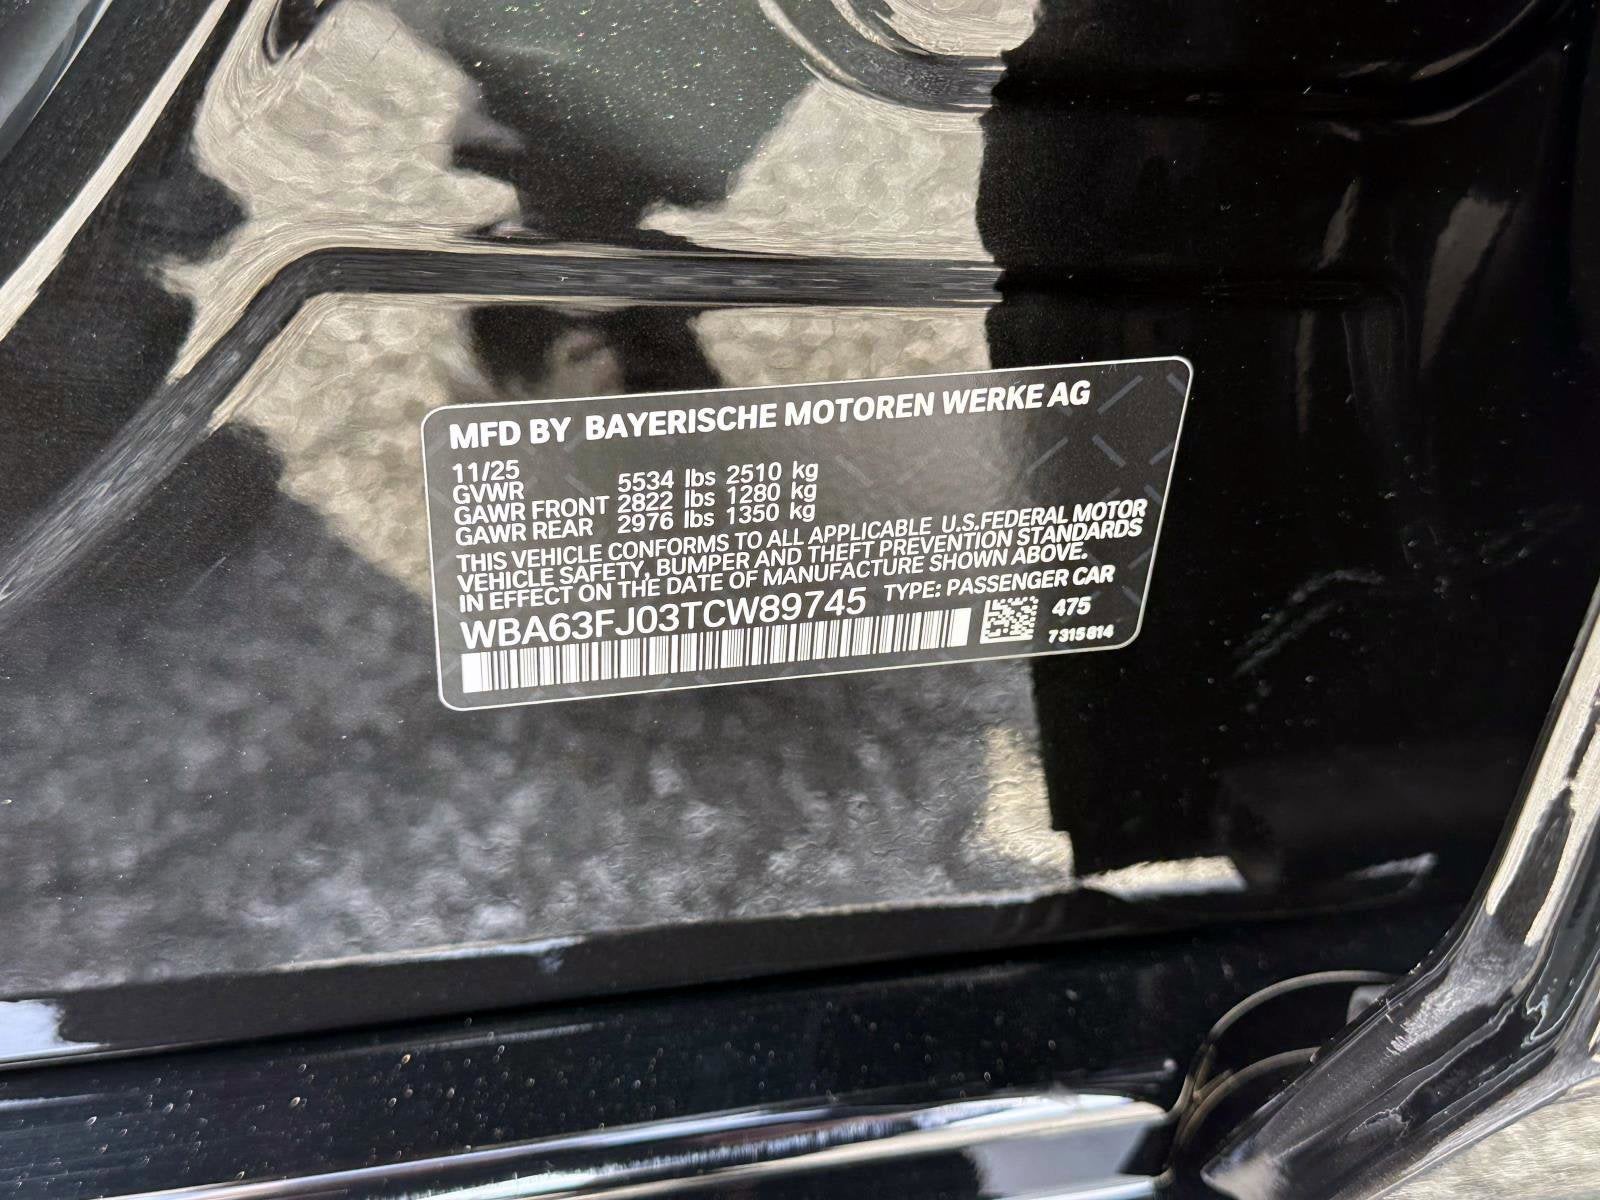 MFD BY BAYERISCHE MOTOREN WERKE AG
11/25
GVWR 5534 lbs 2510 kg
GAWR FRONT 2822 lbs 1280 kg
GAWR REAR 2976 lbs 1350 kg
THIS VEHICLE CONFORMS TO ALL APPLICABLE U.S.FEDERAL MOTOR
VEHICLE SAFETY, BUMPER AND THEFT PREVENTION STANDARDS
IN EFFECT ON THE DATE OF MANUFACTURE SHOWN ABOVE.
WBA63FJ03TCW89745 TYPE: PASSENGER CAR
475
7315814